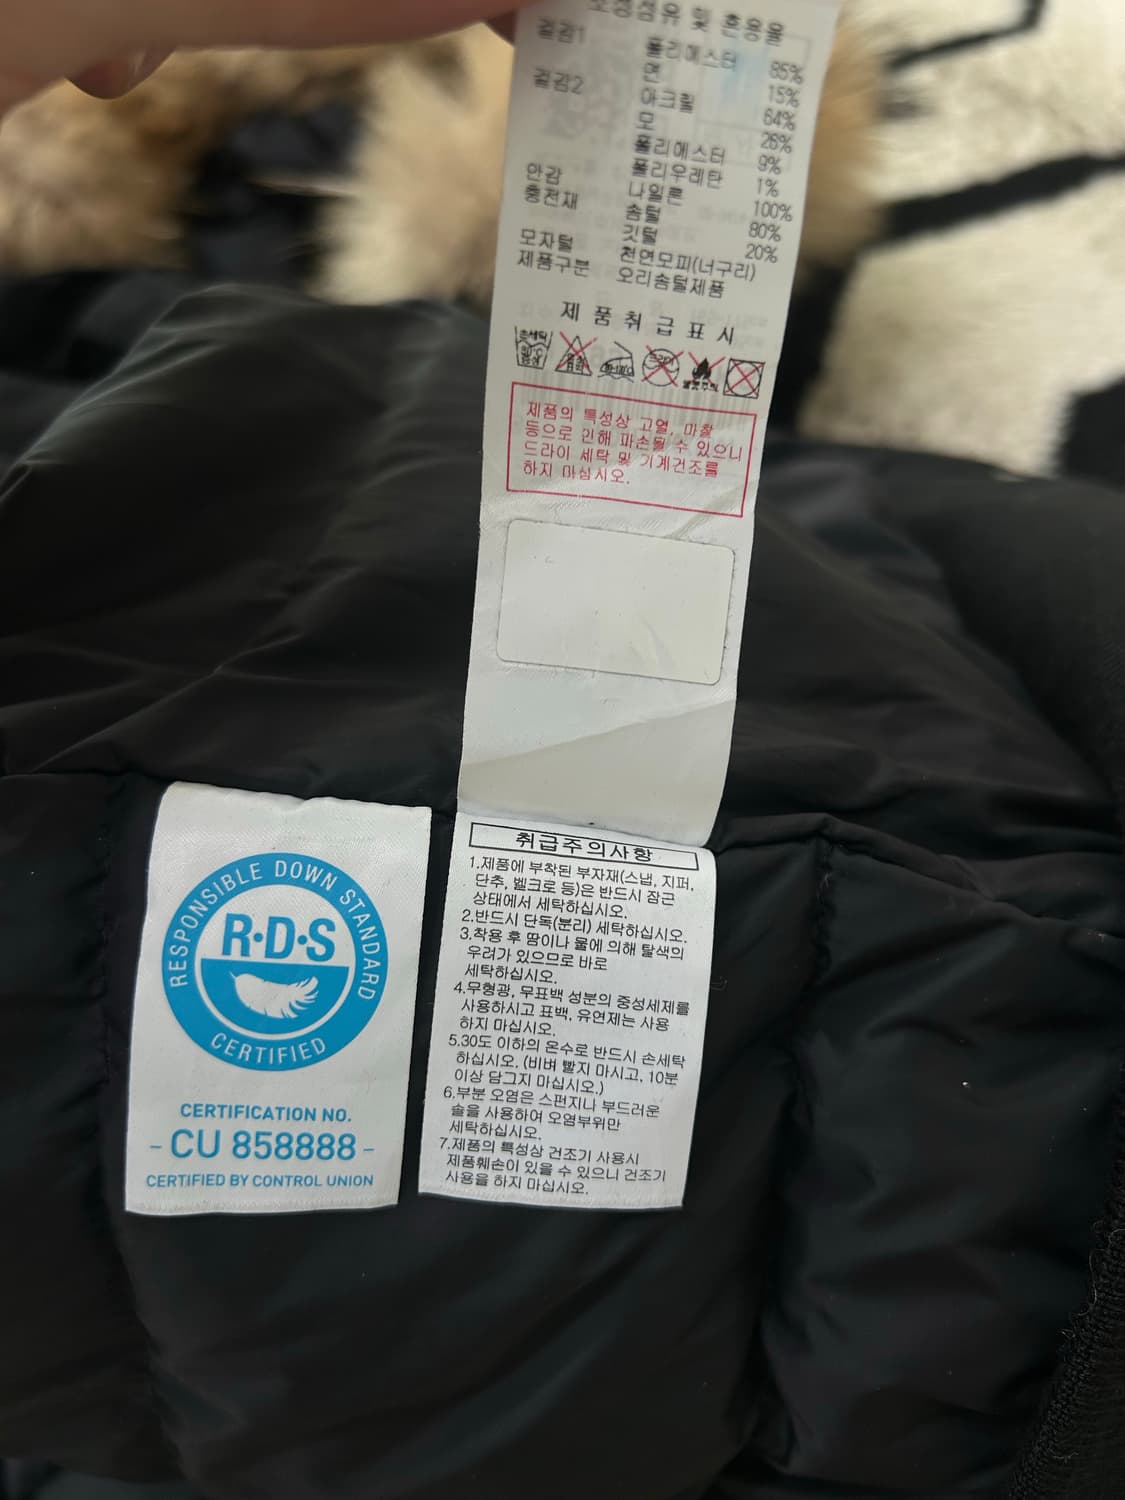 조성섬유 및 혼용율
겉감1 폴리에스터 85%
면 15%
겉감2 아크릴 64%
모 26%
폴리에스터 9%
폴리우레탄 1%
안감 나일론 100%
충전재 솜털 80%
깃털 20%
모자털 천연모피(너구리)
제품구분 오리솜털제품
제 품 취 급 표 시
제품의 특성상 고열, 마찰
등으로 인해 파손될 수 있으니
드라이 세탁 및 기계건조를
하지 마십시오.
취급주의사항
1.제품에 부착된 부자재(스냅, 지퍼,
단추, 벨크로 등)은 반드시 잠근
상태에서 세탁하십시오.
2.반드시 단독(분리) 세탁하십시오.
3.착용 후 땀이나 물에 의해 탈색의
우려가 있으므로 바로
세탁하십시오.
4.무형광, 무표백 성분의 중성세제를
사용하시고 표백, 유연제는 사용
하지 마십시오.
5.30도 이하의 온수로 반드시 손세탁
하십시오. (비벼 빨지 마시고, 10분
이상 담그지 마십시오.)
6.부분 오염은 스펀지나 부드러운
솔을 사용하여 오염부위만
세탁하십시오.
7.제품의 특성상 건조기 사용시
제품훼손이 있을 수 있으니 건조기
사용을 하지 마십시오.
RESPONSIBLE DOWN STANDARD
R·D·S
CERTIFIED
CERTIFICATION NO.
- CU 858888 -
CERTIFIED BY CONTROL UNION